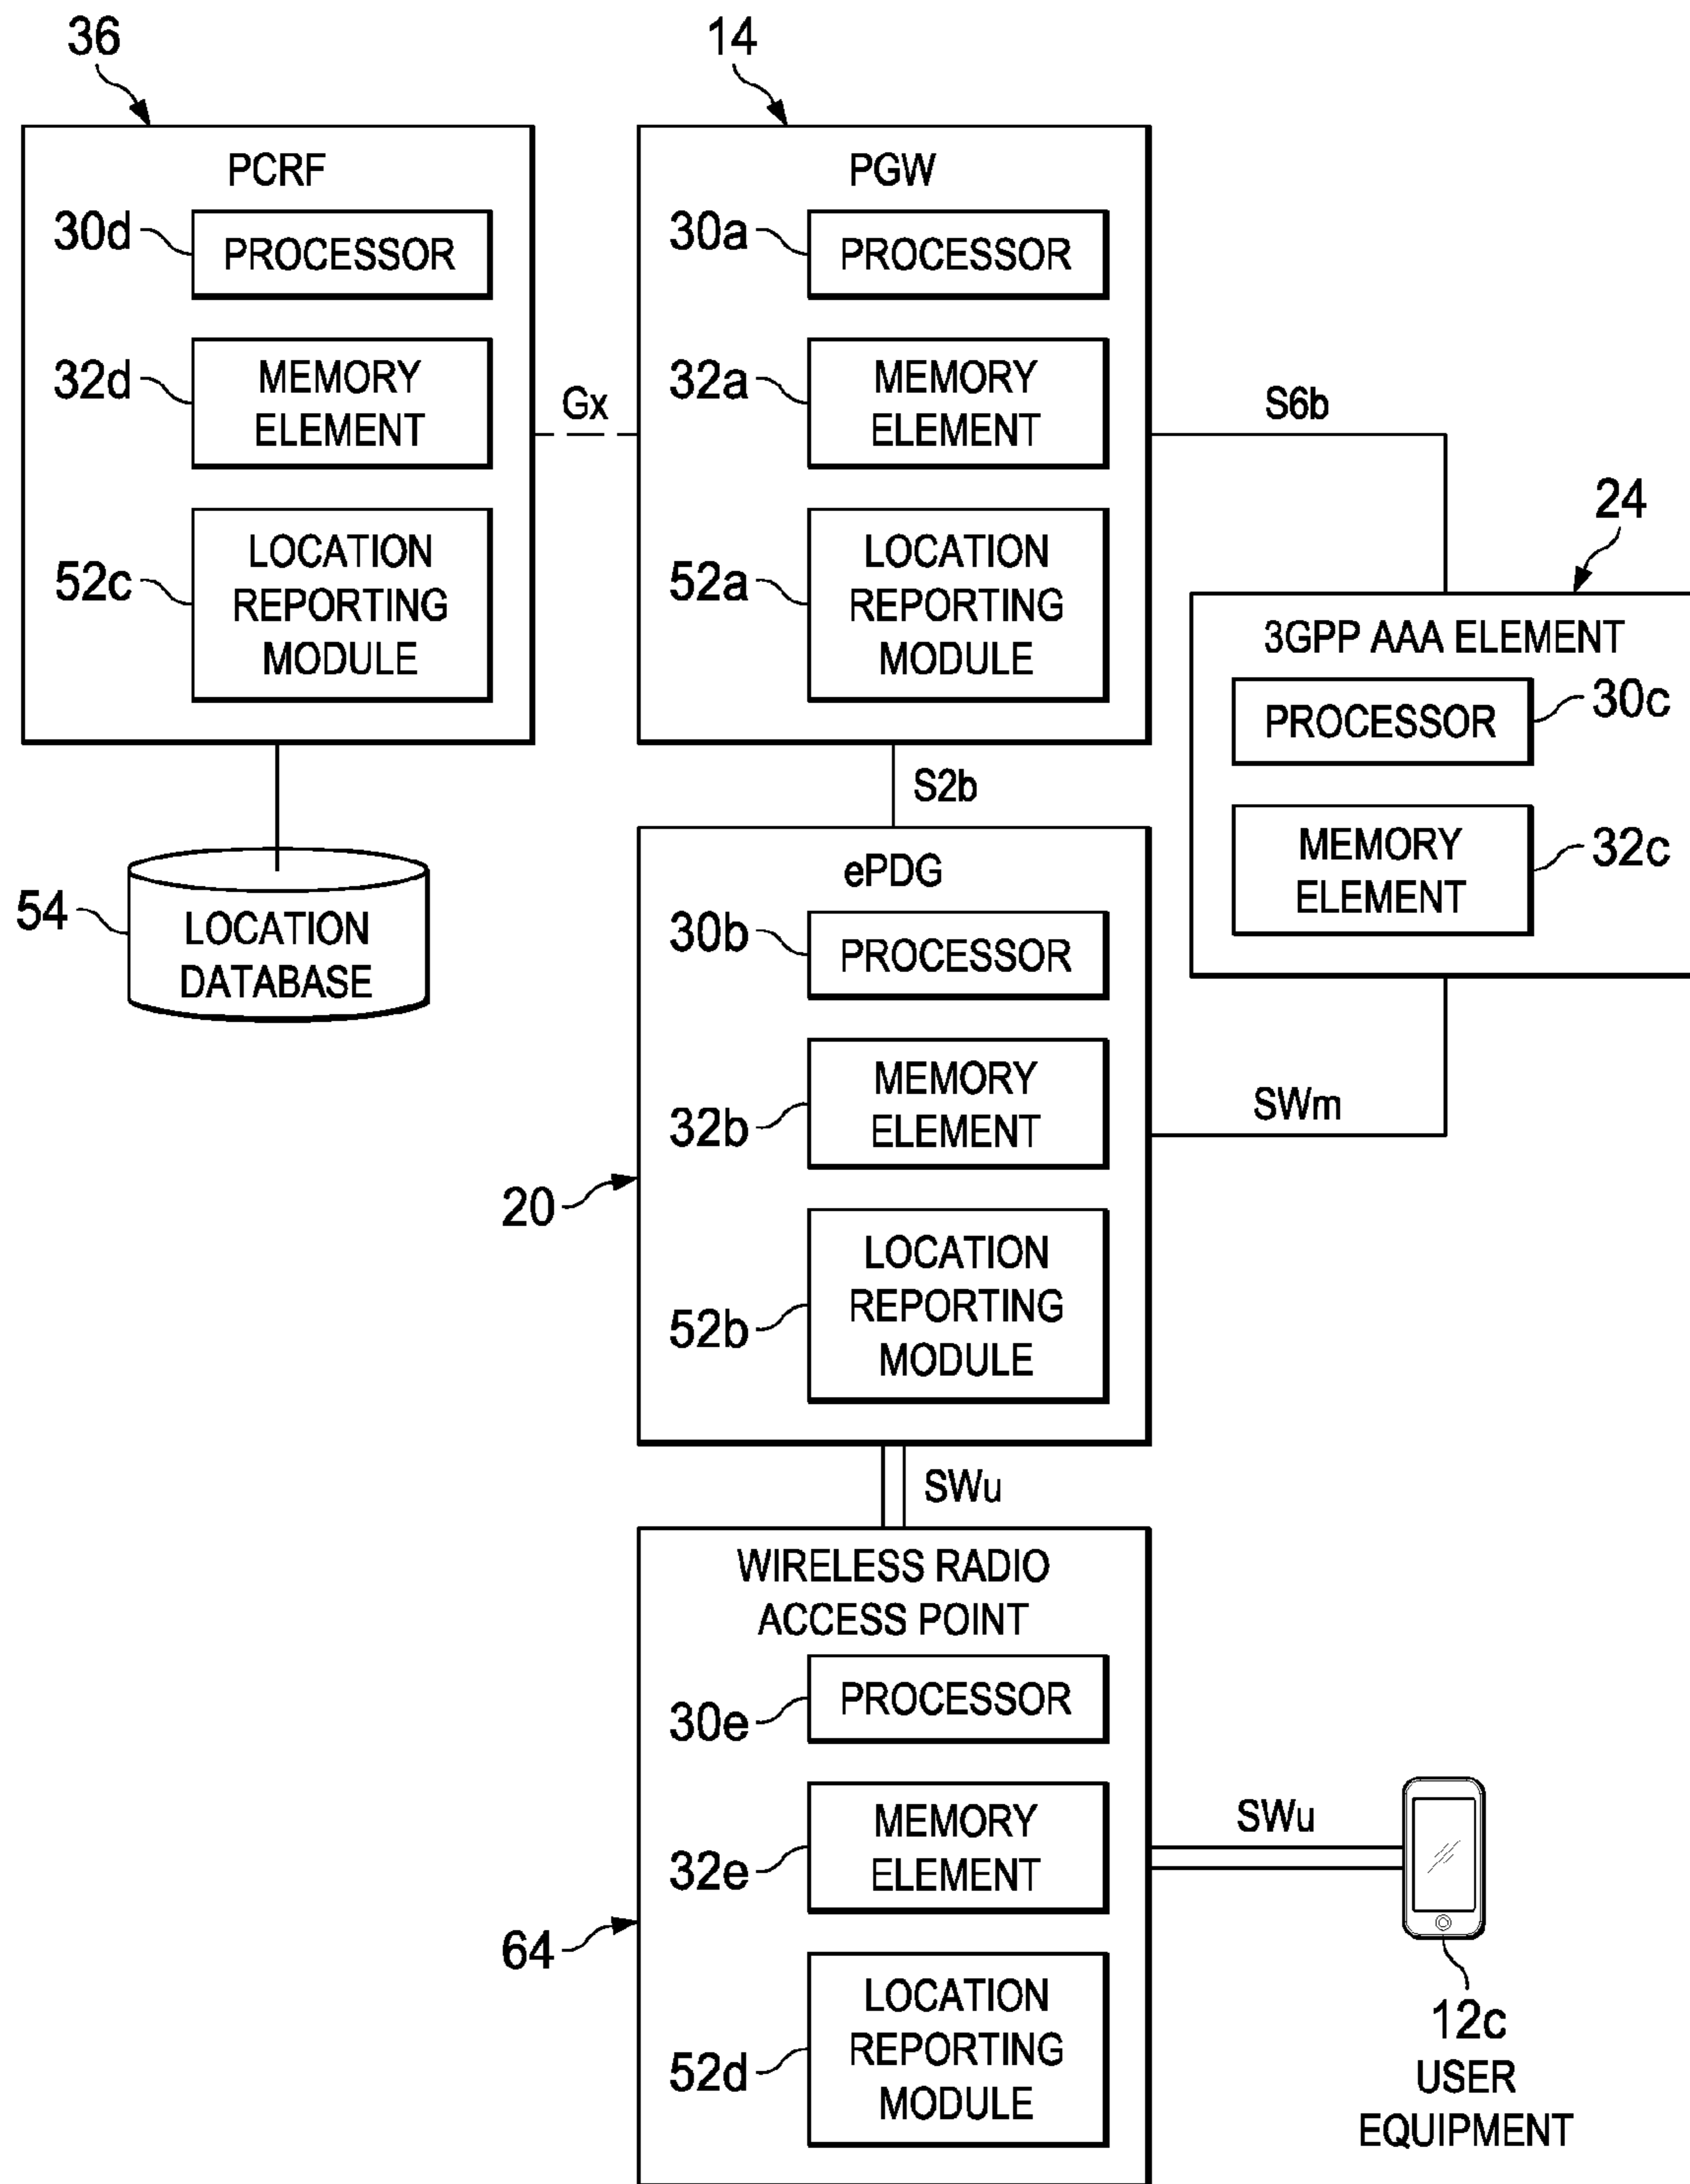 36
14
PCRF
30d
PROCESSOR
32d
MEMORY
ELEMENT
52c
LOCATION
REPORTING
MODULE
Gx
PGW
30a
PROCESSOR
32a
MEMORY
ELEMENT
52a
LOCATION
REPORTING
MODULE
S6b
24
3GPP AAA ELEMENT
PROCESSOR
30c
MEMORY
ELEMENT
32c
S2b
54
LOCATION
DATABASE
ePDG
30b
PROCESSOR
32b
MEMORY
ELEMENT
20
52b
LOCATION
REPORTING
MODULE
SWm
SWu
WIRELESS RADIO
ACCESS POINT
30e
PROCESSOR
32e
MEMORY
ELEMENT
64
52d
LOCATION
REPORTING
MODULE
SWu
12c
USER
EQUIPMENT